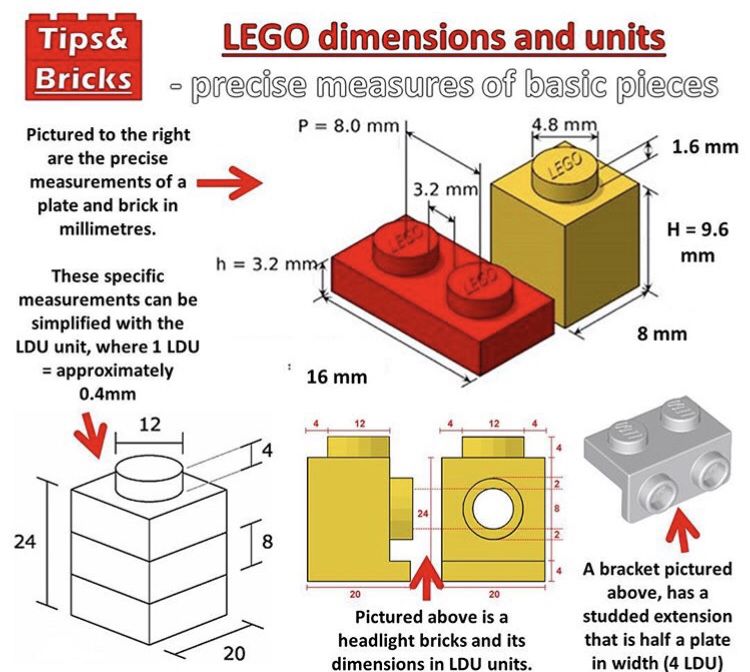 Tips&
Bricks
LEGO dimensions and units
- precise measures of basic pieces
Pictured to the right
are the precise
measurements of a
plate and brick in
millimetres.
These specific
measurements can be
simplified with the
LDU unit, where 1 LDU
= approximately
0.4mm
P = 8.0 mm
4.8 mm
1.6 mm
3.2 mm
LEGO
H = 9.6
mm
h = 3.2 mm
LEGO
LEGO
8 mm
:
16 mm
12
4
24
8
20
4
12
4
12
4
4
2
24
8
2
4
20
20
Pictured above is a
headlight bricks and its
dimensions in LDU units.
A bracket pictured
above, has a
studded extension
that is half a plate
in width (4 LDU)